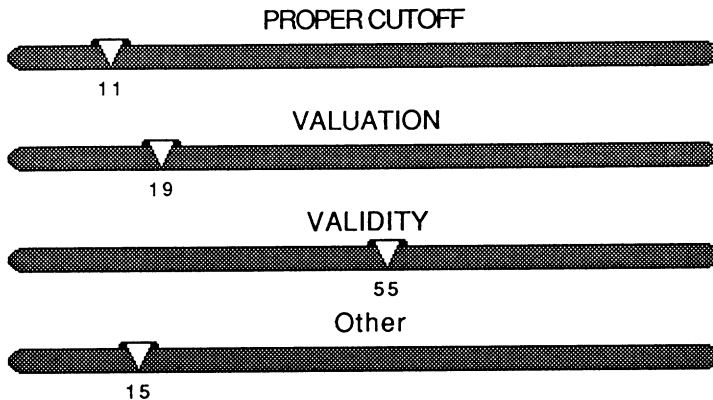 PROPER CUTOFF
11
VALUATION
19
VALIDITY
55
Other
15